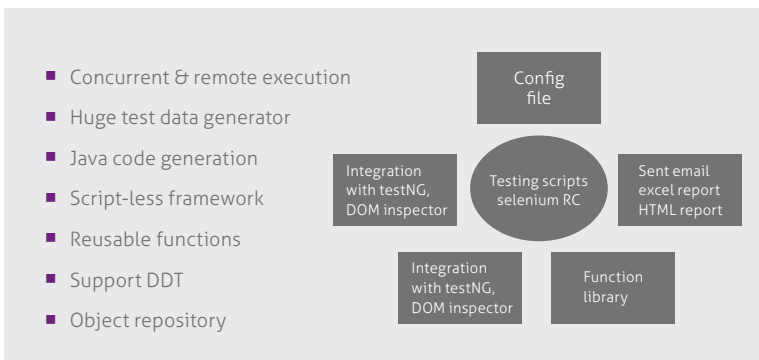 Concurrent & remote execution
Huge test data generator
Java code generation
Script-less framework
Reusable functions
Support DDT
Object repository
Config
file
Integration
with testNG,
DOM inspector
Testing scripts
selenium RC
Sent email
excel report
HTML report
Integration
with testNG,
DOM inspector
Function
library